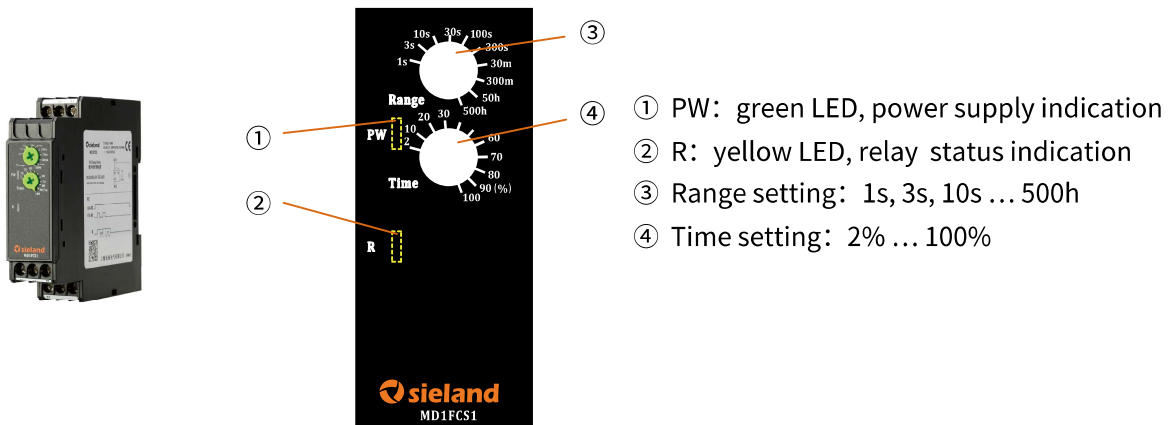 10s
30s
100s
3s
300s
1s
30m
300m
50h
Range
500h
20
30
10
60
PW
2
70
80
Time
90 (%)
100
R
sieland
MD1FCS1
①
②
③
④
① PW: green LED, power supply indication
② R: yellow LED, relay status indication
③ Range setting: 1s, 3s, 10s … 500h
④ Time setting: 2% … 100%
sieland
MD1FCS1